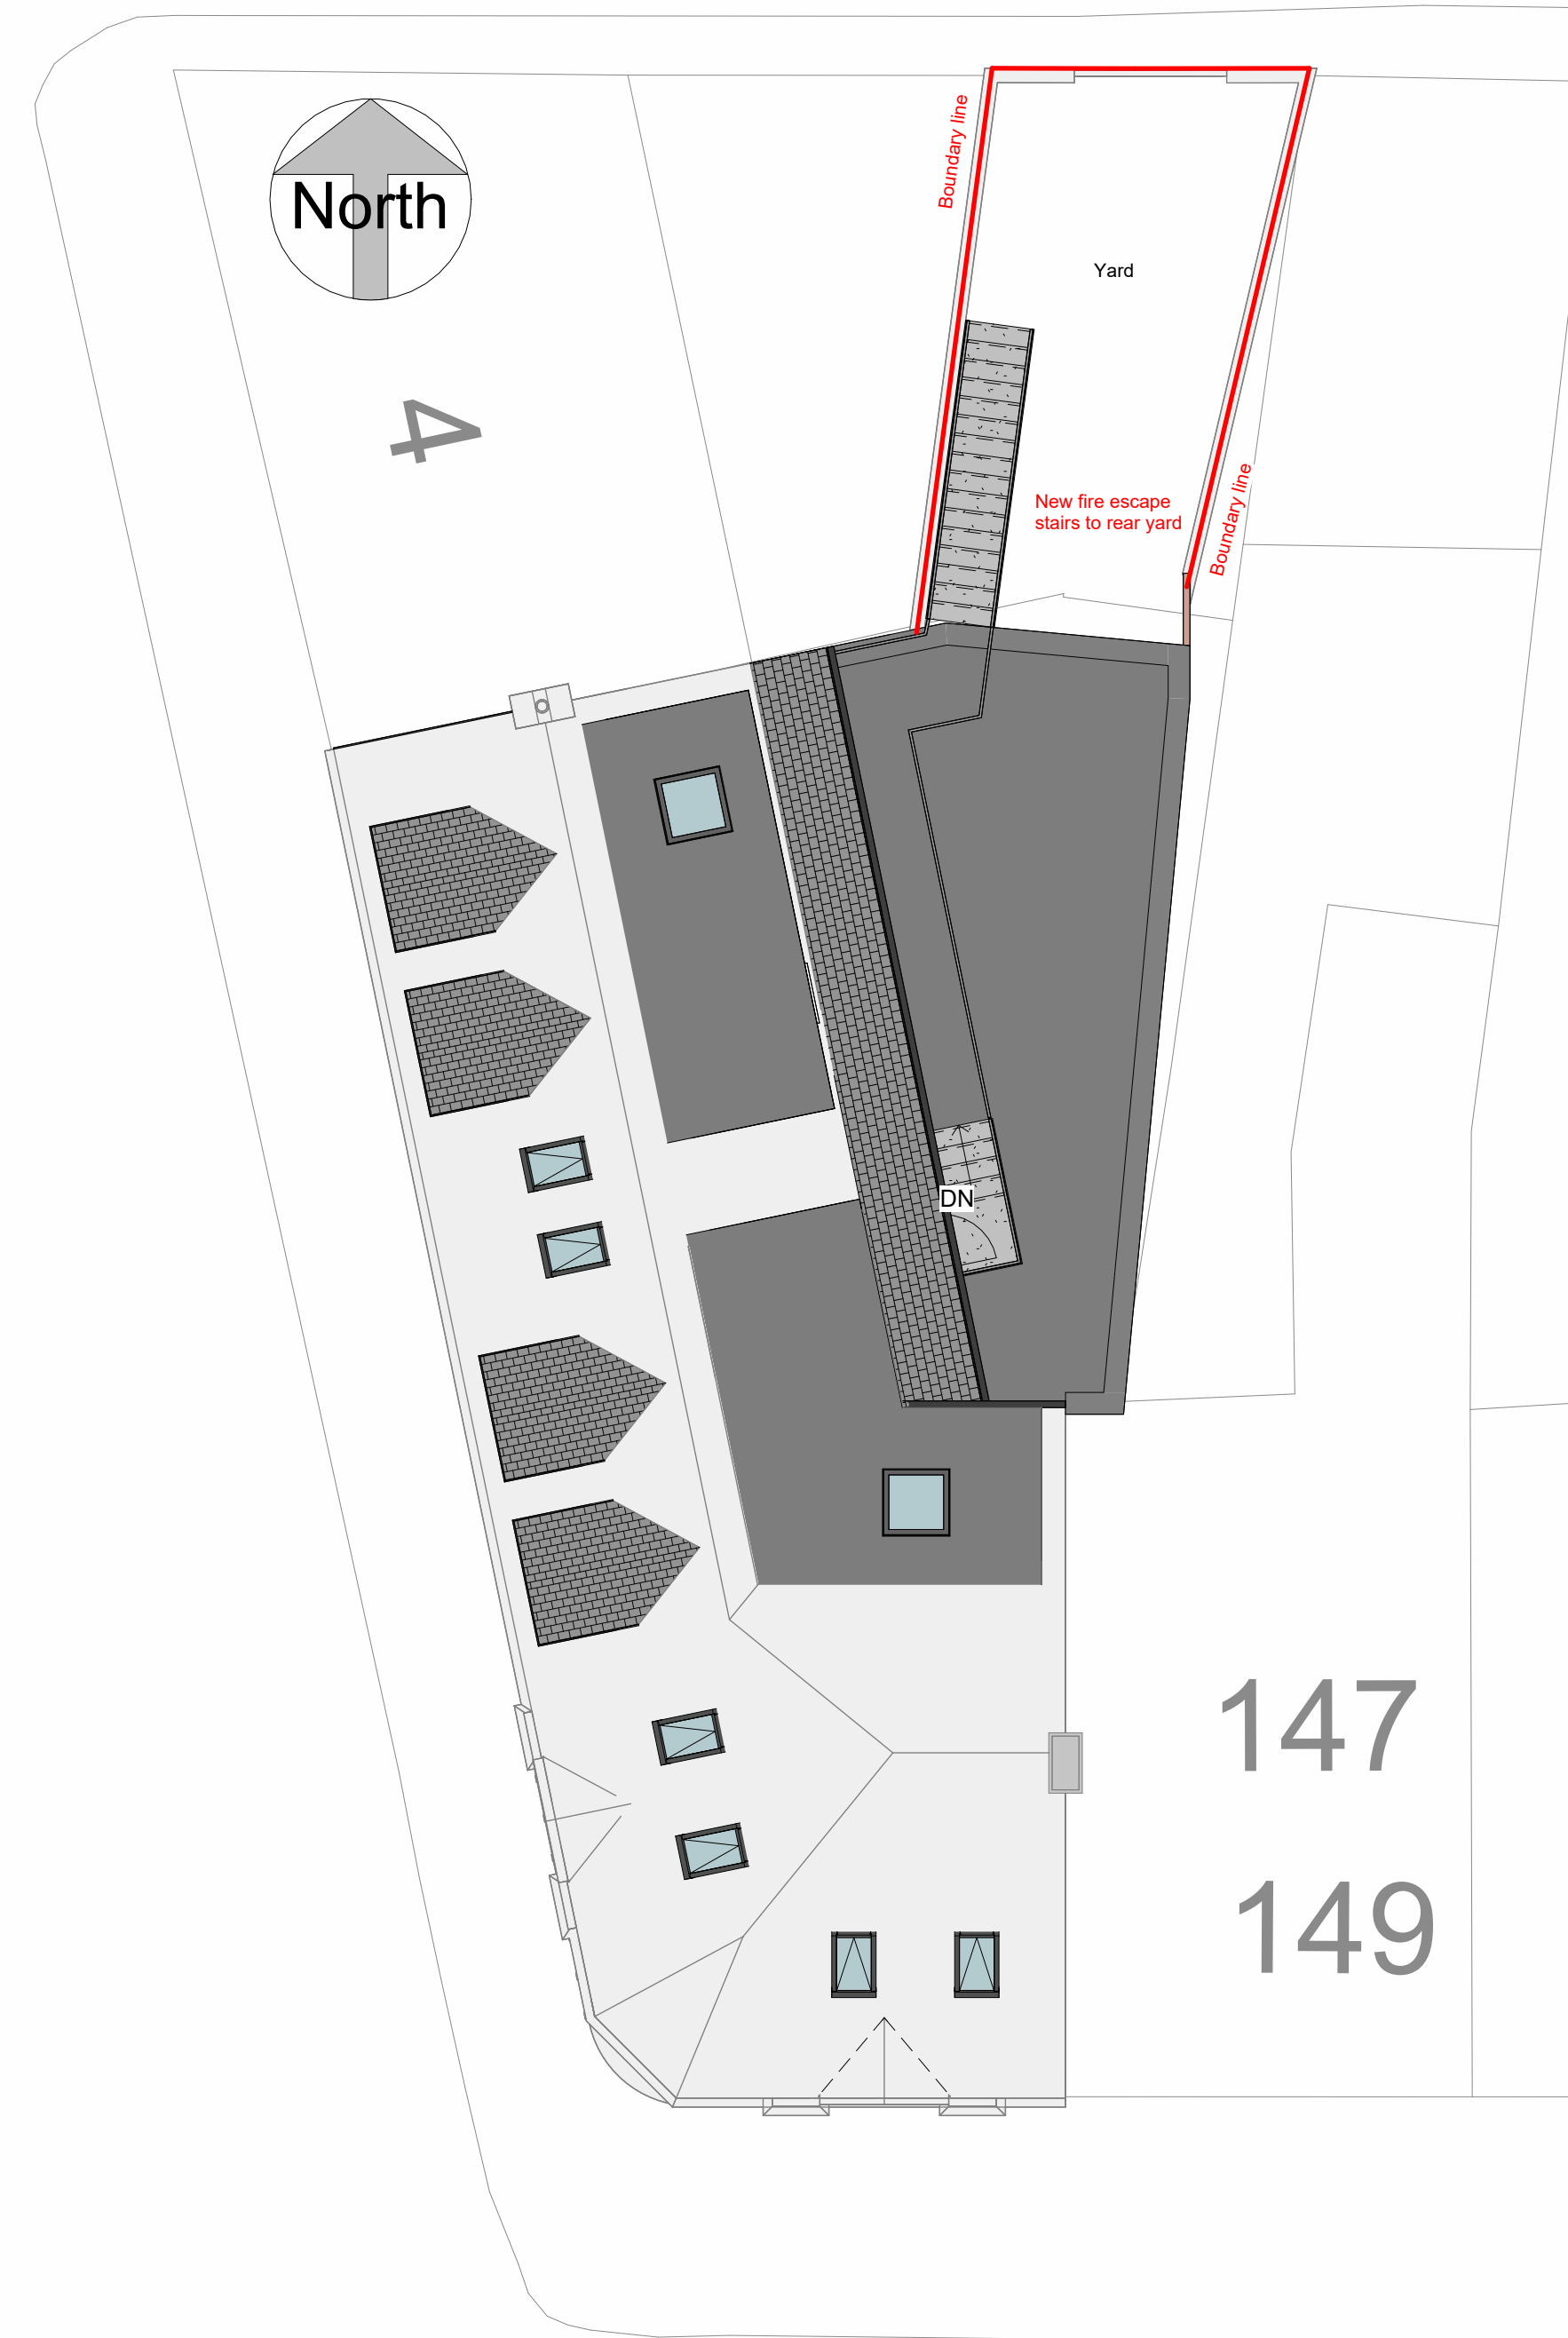 Boundary line
North
Yard
4
New fire escape
stairs to rear yard
Boundary line
DN
147
149